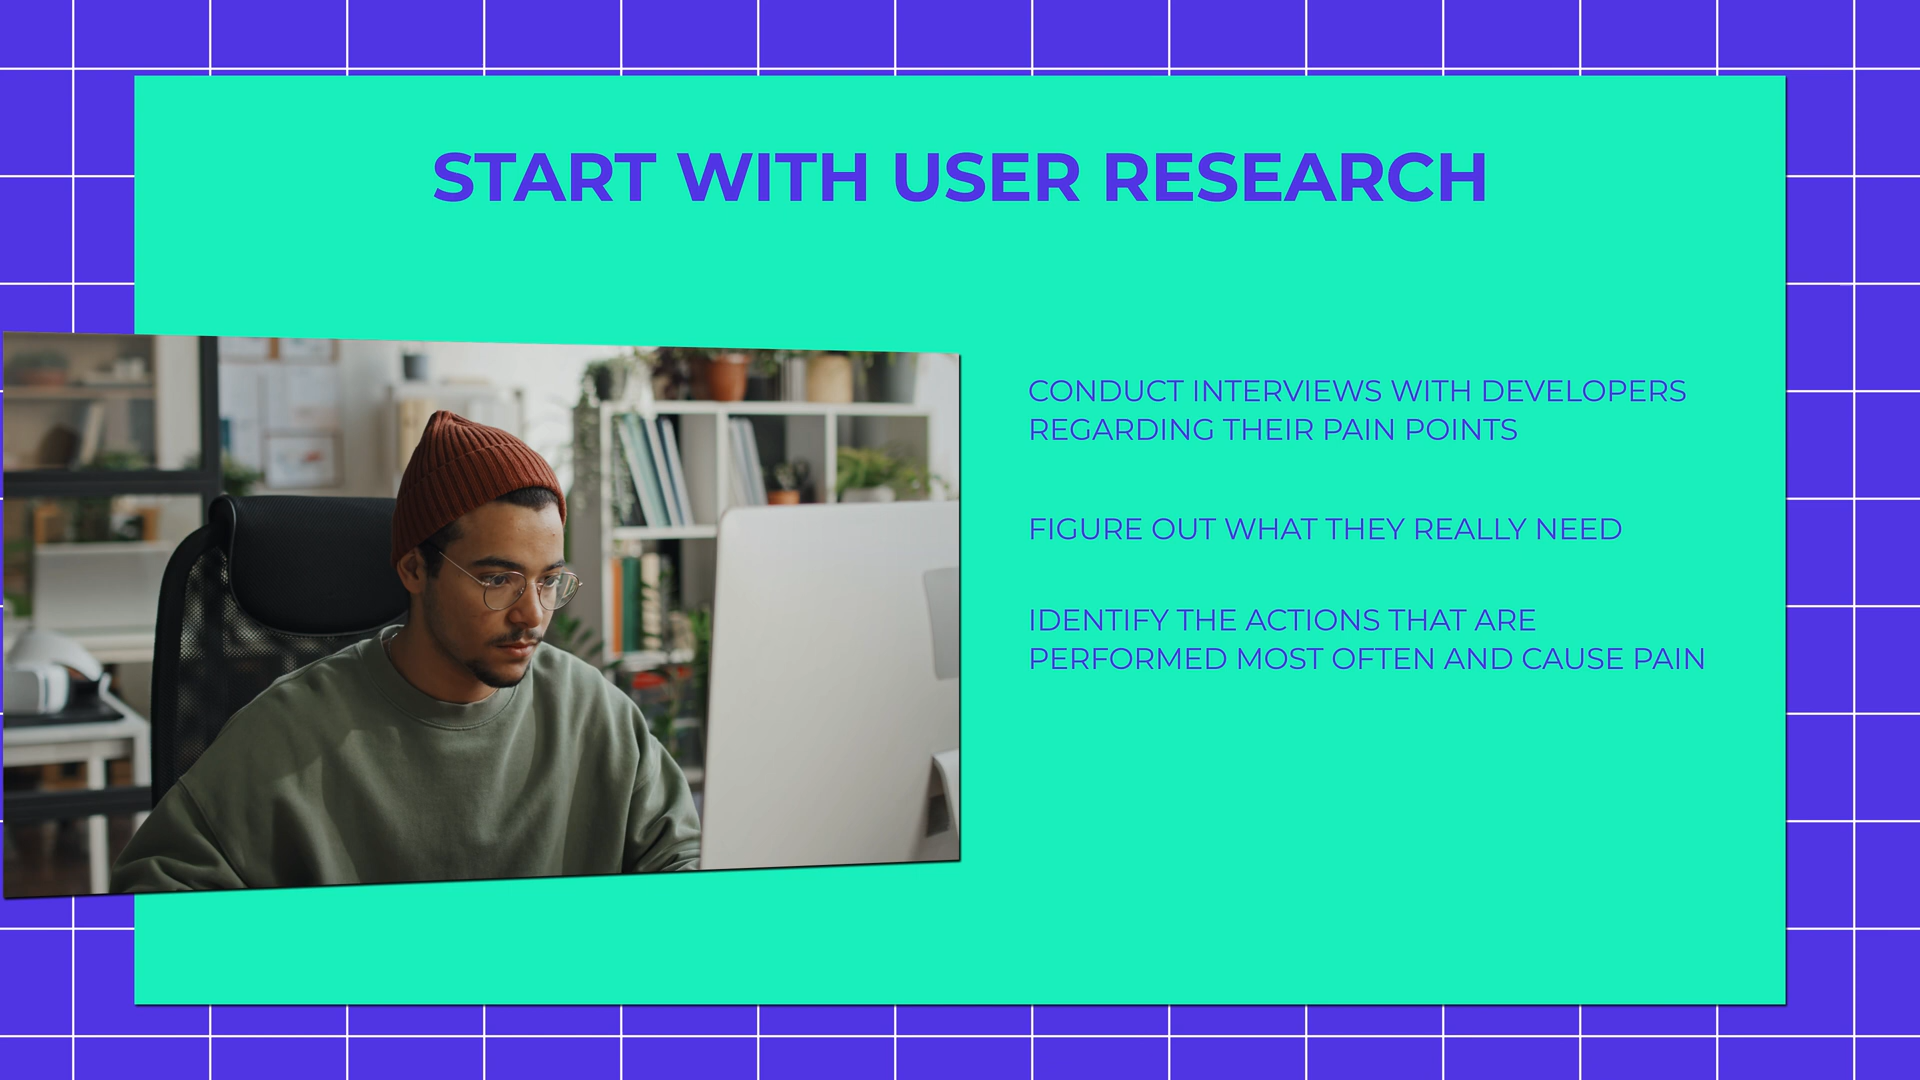 START WITH USER RESEARCH
CONDUCT INTERVIEWS WITH DEVELOPERS
REGARDING THEIR PAIN POINTS
FIGURE OUT WHAT THEY REALLY NEED
IDENTIFY THE ACTIONS THAT ARE
PERFORMED MOST OFTEN AND CAUSE PAIN